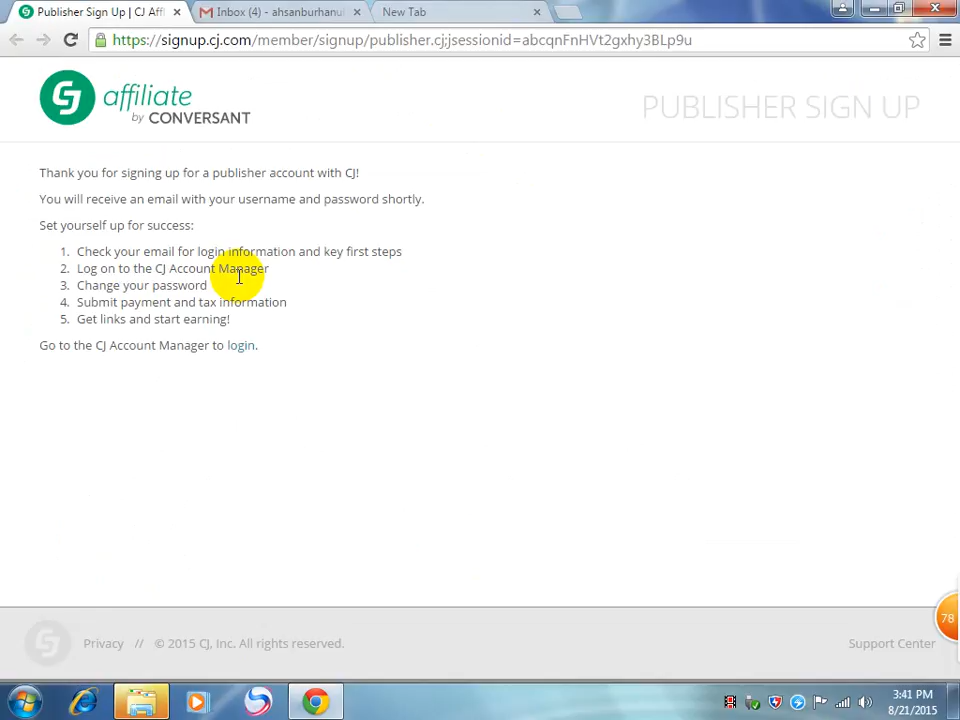 Publisher Sign Up | CJ Affi
Inbox (4) - ahsanburhanul
New Tab
https://signup.cj.com/member/signup/publisher.cj;jsessionid=abcqnFnHVt2gxhy3BLp9u
affiliate
by CONVERSANT
PUBLISHER SIGN UP
Thank you for signing up for a publisher account with CJ!
You will receive an email with your username and password shortly.
Set yourself up for success:
1. Check your email for login information and key first steps
2. Log on to the CJ Account Manager
3. Change your password
4. Submit payment and tax information
5. Get links and start earning!
Go to the CJ Account Manager to login.
78
Privacy // © 2015 CJ, Inc. All rights reserved.
Support Center
3:41 PM
8/21/2015